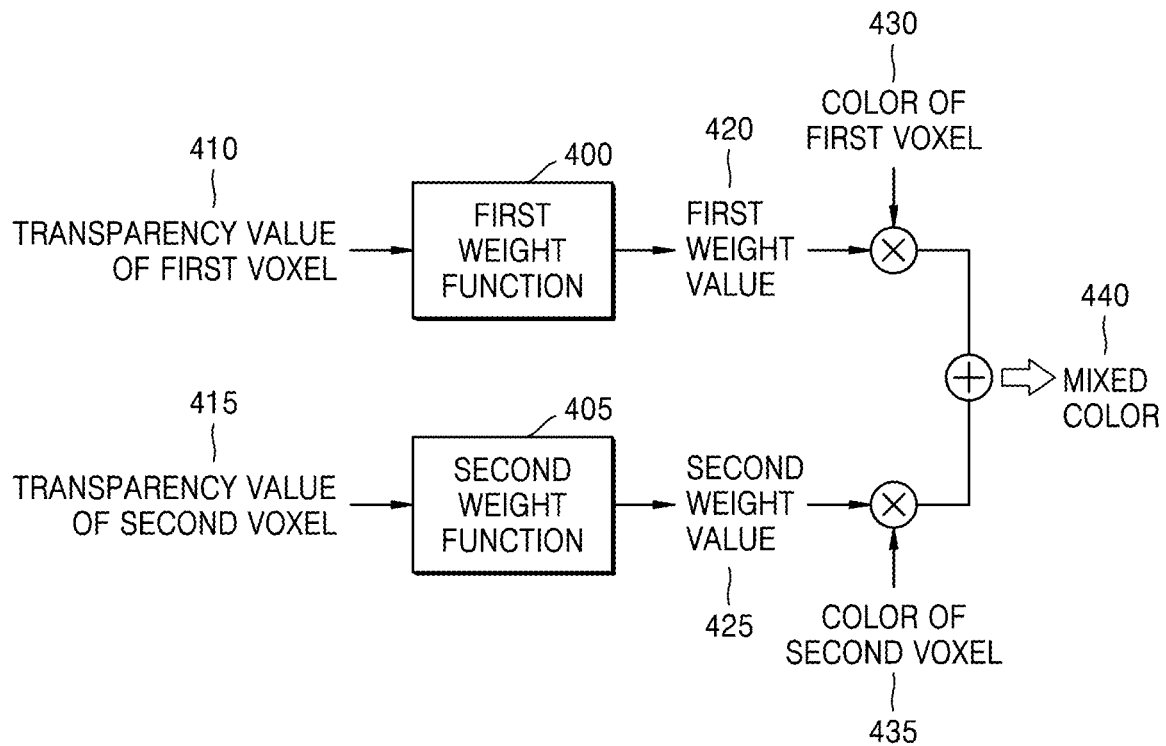 430
COLOR OF
FIRST VOXEL
410
TRANSPARENCY VALUE
OF FIRST VOXEL
400
FIRST
WEIGHT
FUNCTION
420
FIRST
WEIGHT
VALUE
440
MIXED
COLOR
415
TRANSPARENCY VALUE
OF SECOND VOXEL
405
SECOND
WEIGHT
FUNCTION
SECOND
WEIGHT
VALUE
425
COLOR OF
SECOND VOXEL
435